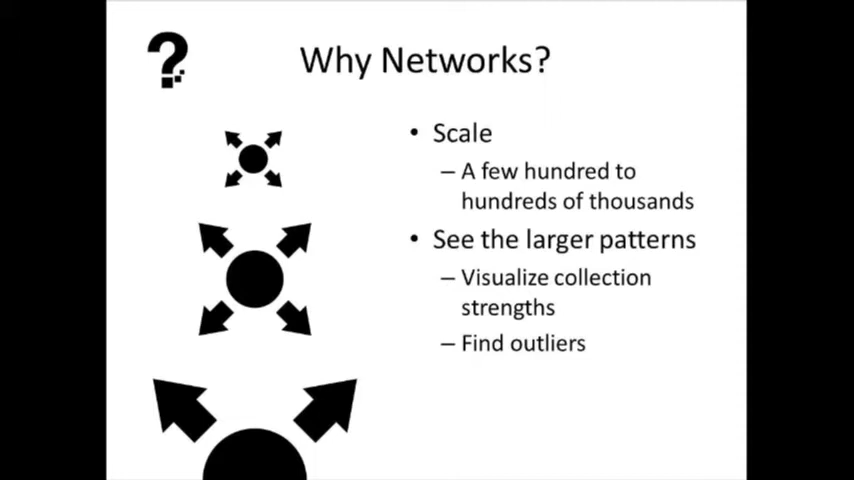 Why Networks?
• Scale
– A few hundred to
hundreds of thousands
• See the larger patterns
– Visualize collection
strengths
– Find outliers